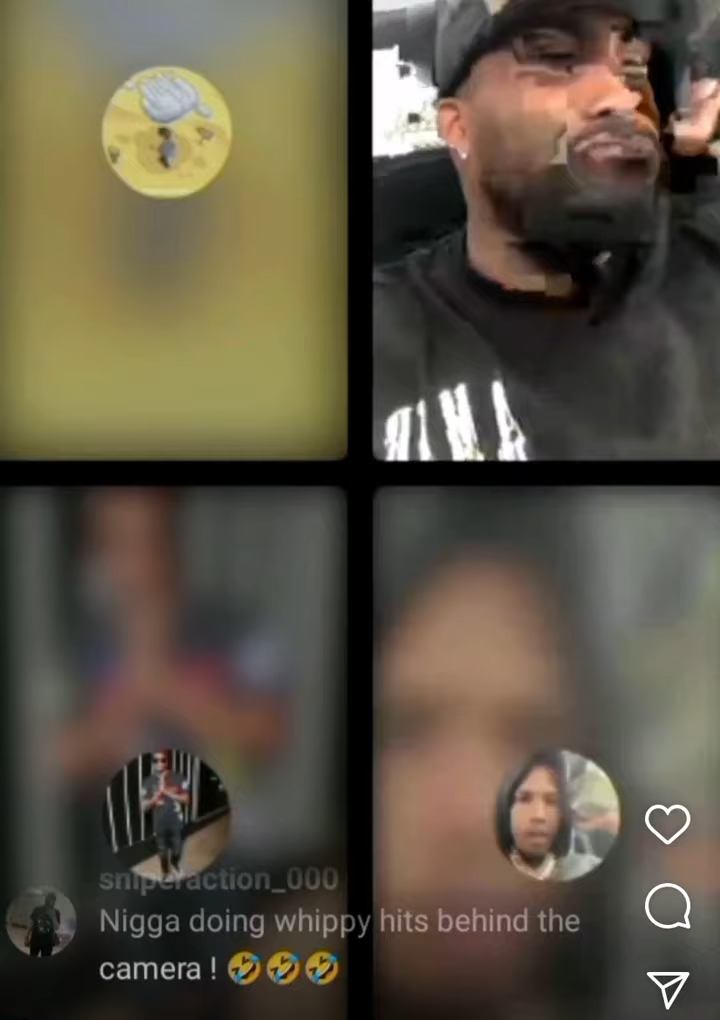 sniperaction_000
Nigga doing whippy hits behind the
camera ! 🤣🤣🤣